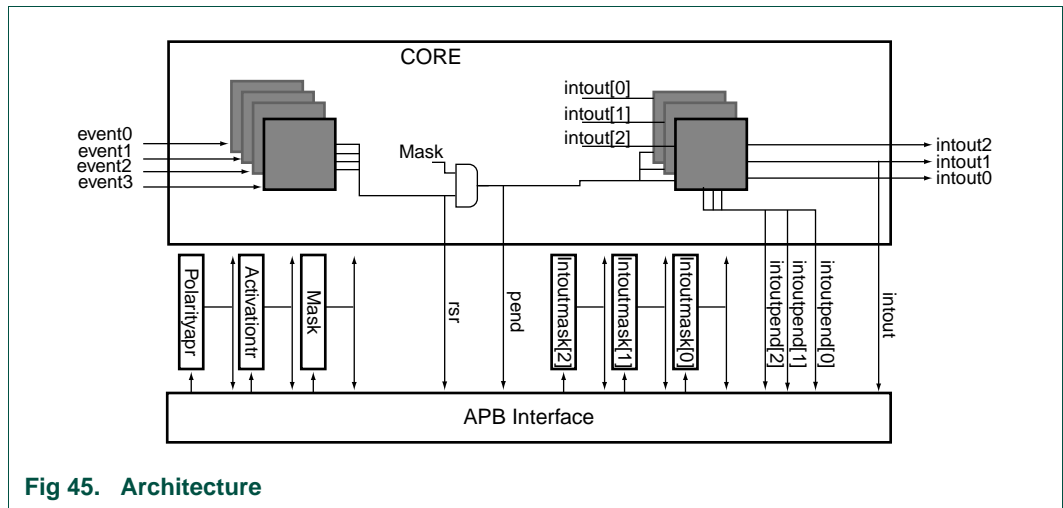 CORE
intout[0]
intout[1]
intout[2]
event0
event1
event2
event3
Mask
intout2
intout1
intout0
Polarityapr
Activationtr
Mask
rsr
pend
Intoutmask[2]
Intoutmask[1]
Intoutmask[0]
intoutpend[2]
intoutpend[1]
intoutpend[0]
intout
APB Interface
Fig 45. Architecture